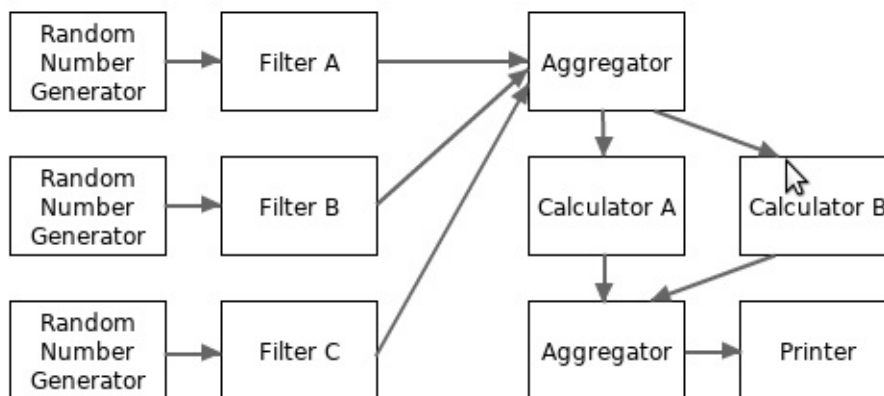 Random
Number
Generator
Filter A
Aggregator
Random
Number
Generator
Filter B
Calculator A
Calculator B
Random
Number
Generator
Filter C
Aggregator
Printer